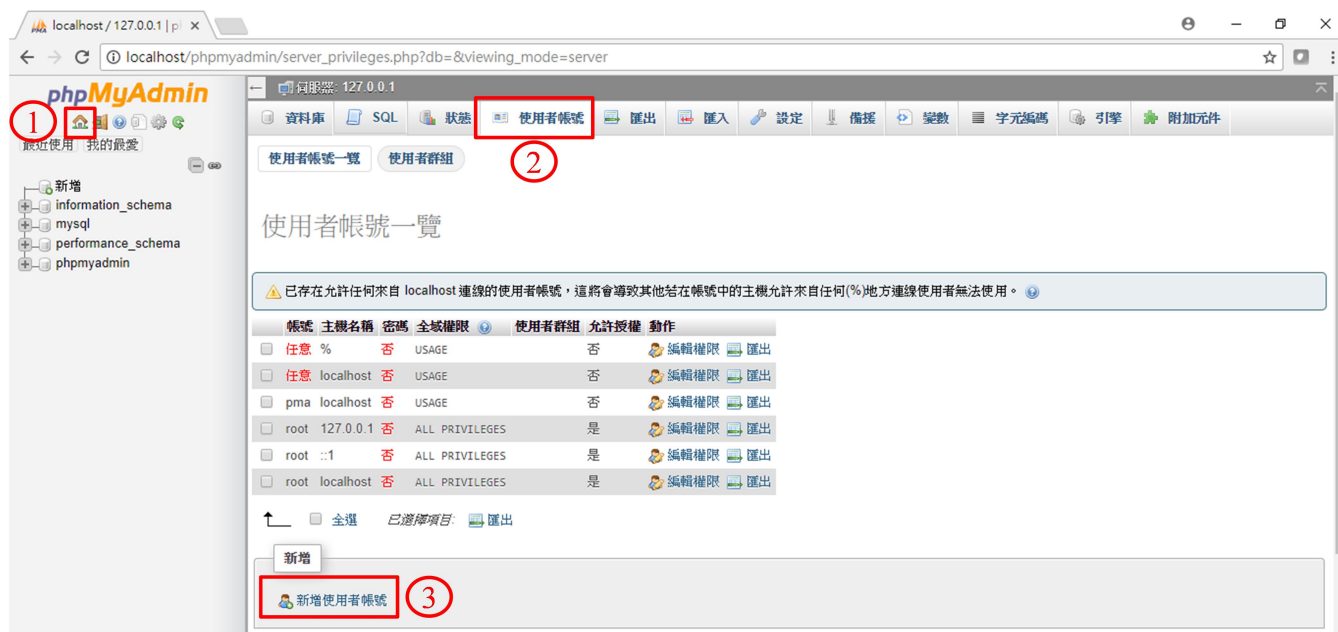 localhost / 127.0.0.1 | p
localhost/phpmyadmin/server_privileges.php?db=&viewing_mode=server
phpMyAdmin
1
最近使用 我的最愛
新增
information_schema
mysql
performance_schema
phpmyadmin
伺服器: 127.0.0.1
資料庫 SQL 狀態 使用者帳號 匯出 匯入 設定 備援 變數 字元編碼 引擎 附加元件
2
使用者帳號一覽 使用者群組
使用者帳號一覽
已存在允許任何來自 localhost 連線的使用者帳號，這將會導致其他若在帳號中的主機允許來自任何(%)地方連線使用者無法使用。
帳號 主機名稱 密碼 全域權限 使用者群組 允許授權 動作
任意 % 否 USAGE 否 編輯權限 匯出
任意 localhost 否 USAGE 否 編輯權限 匯出
pma localhost 否 USAGE 否 編輯權限 匯出
root 127.0.0.1 否 ALL PRIVILEGES 是 編輯權限 匯出
root ::1 否 ALL PRIVILEGES 是 編輯權限 匯出
root localhost 否 ALL PRIVILEGES 是 編輯權限 匯出
全選 已選擇項目: 匯出
新增
新增使用者帳號 3